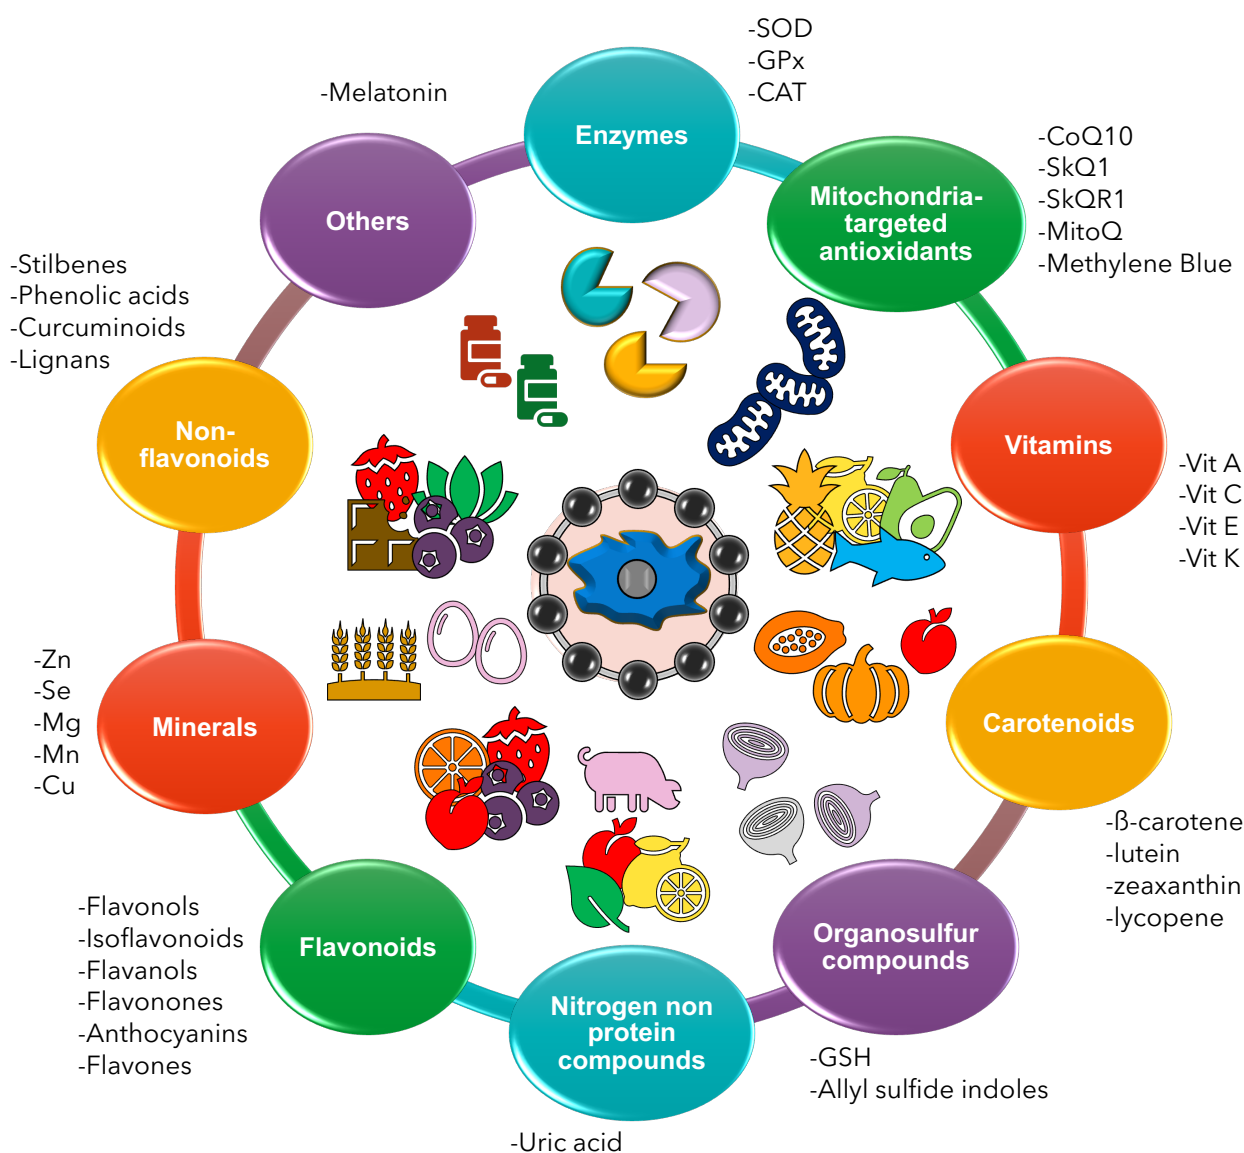 -SOD
-GPx
-CAT
Enzymes
-CoQ10
-SkQ1
-SkQR1
-MitoQ
-Methylene Blue
Mitochondria-
targeted
antioxidants
Vitamins
-Vit A
-Vit C
-Vit E
-Vit K
Carotenoids
-ß-carotene
-lutein
-zeaxanthin
-lycopene
Organosulfur
compounds
-GSH
-Allyl sulfide indoles
Nitrogen non
protein
compounds
-Uric acid
Flavonoids
-Flavonols
-Isoflavonoids
-Flavanols
-Flavonones
-Anthocyanins
-Flavones
Minerals
-Zn
-Se
-Mg
-Mn
-Cu
Non-
flavonoids
-Stilbenes
-Phenolic acids
-Curcuminoids
-Lignans
Others
-Melatonin